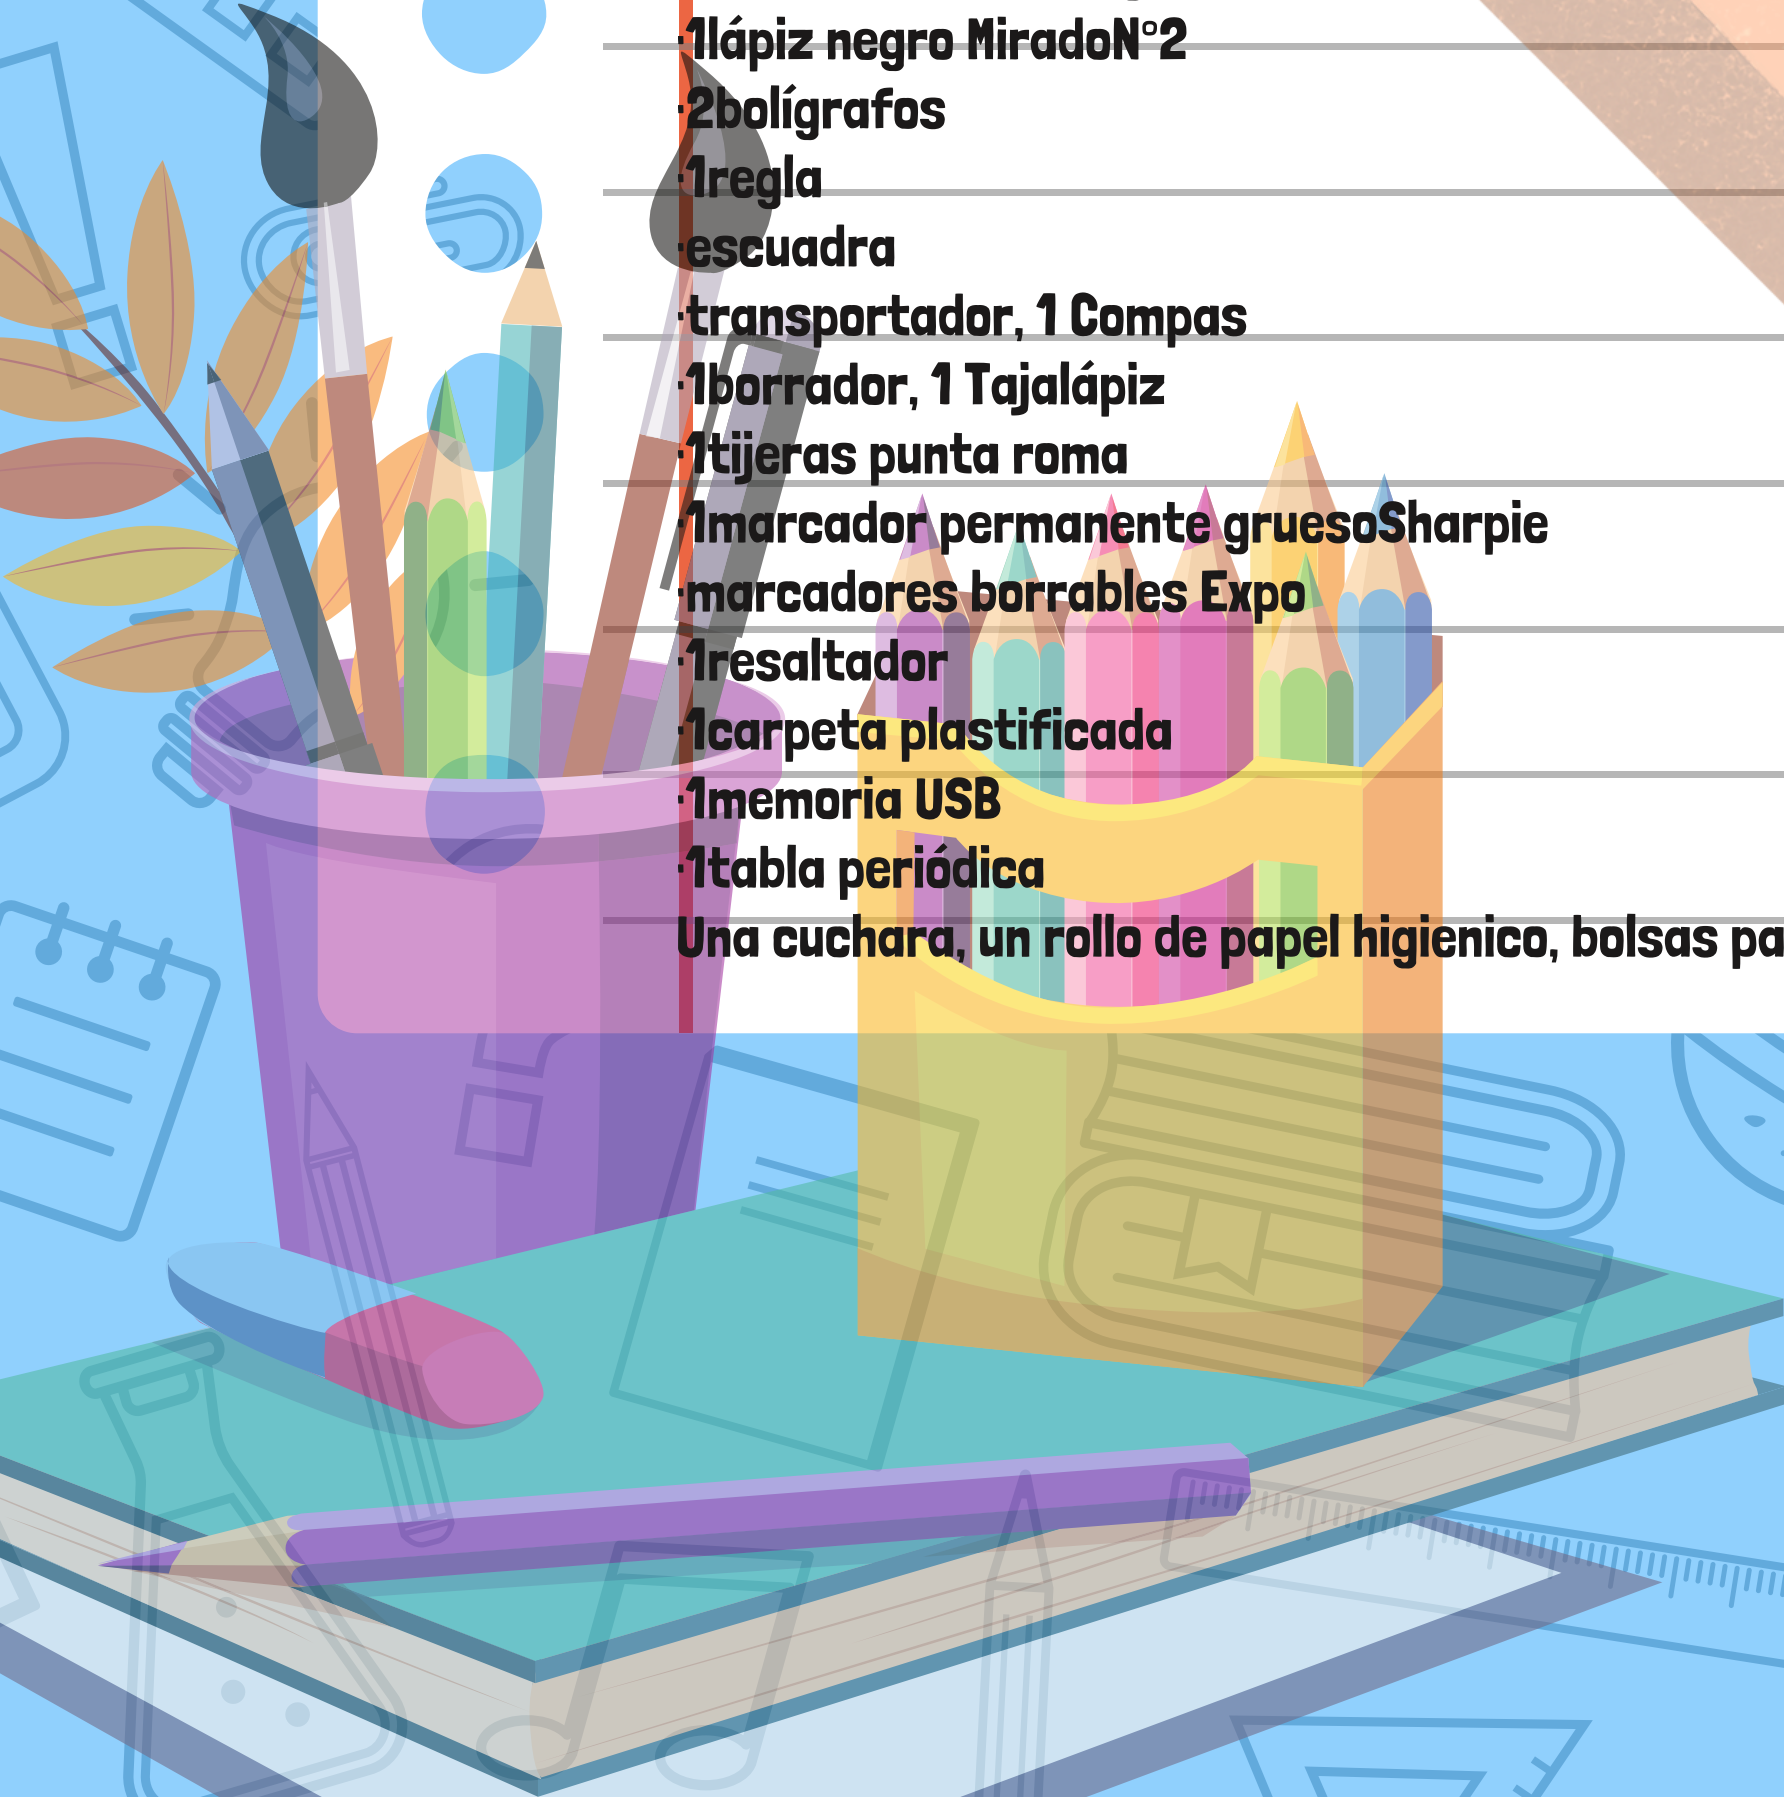 ·1lápiz negro MiradoN°2
·2bolígrafos
·1regla
·escuadra
·transportador, 1 Compas
·1borrador, 1 Tajalápiz
·1tijeras punta roma
·1marcador permanente gruesoSharpie
·marcadores borrables Expo
·1resaltador
·1carpeta plastificada
·1memoria USB
·1tabla periódica
Una cuchara, un rollo de papel higienico, bolsas pa